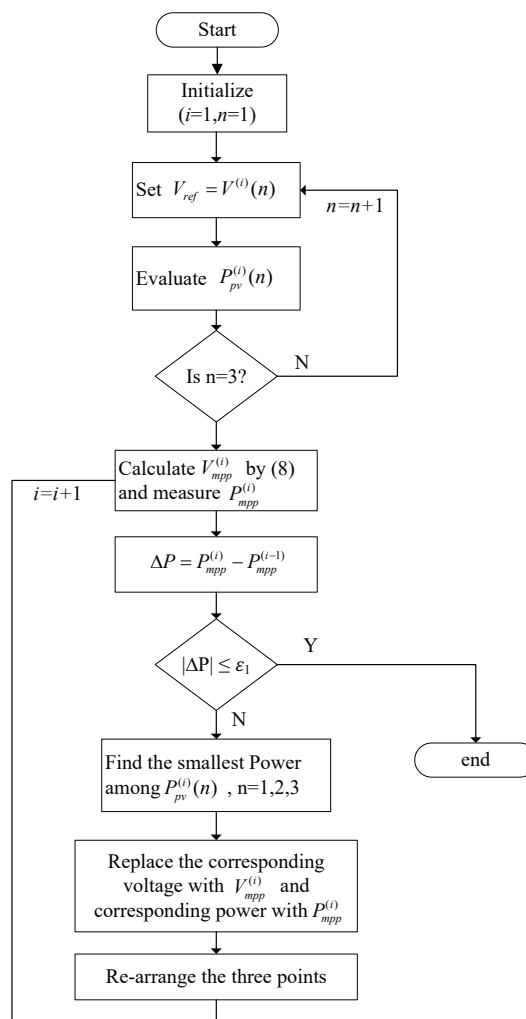 Start
Initialize
(i=1,n=1)
Set V_ref = V^(i)(n)
n=n+1
Evaluate P_pv^(i)(n)
Is n=3?
N
Calculate V_mpp^(i) by (8)
and measure P_mpp^(i)
i=i+1
ΔP = P_mpp^(i) − P_mpp^(i−1)
|ΔP| ≤ ε₁
Y
N
end
Find the smallest Power
among P_pv^(i)(n) , n=1,2,3
Replace the corresponding
voltage with V_mpp^(i) and
corresponding power with P_mpp^(i)
Re-arrange the three points